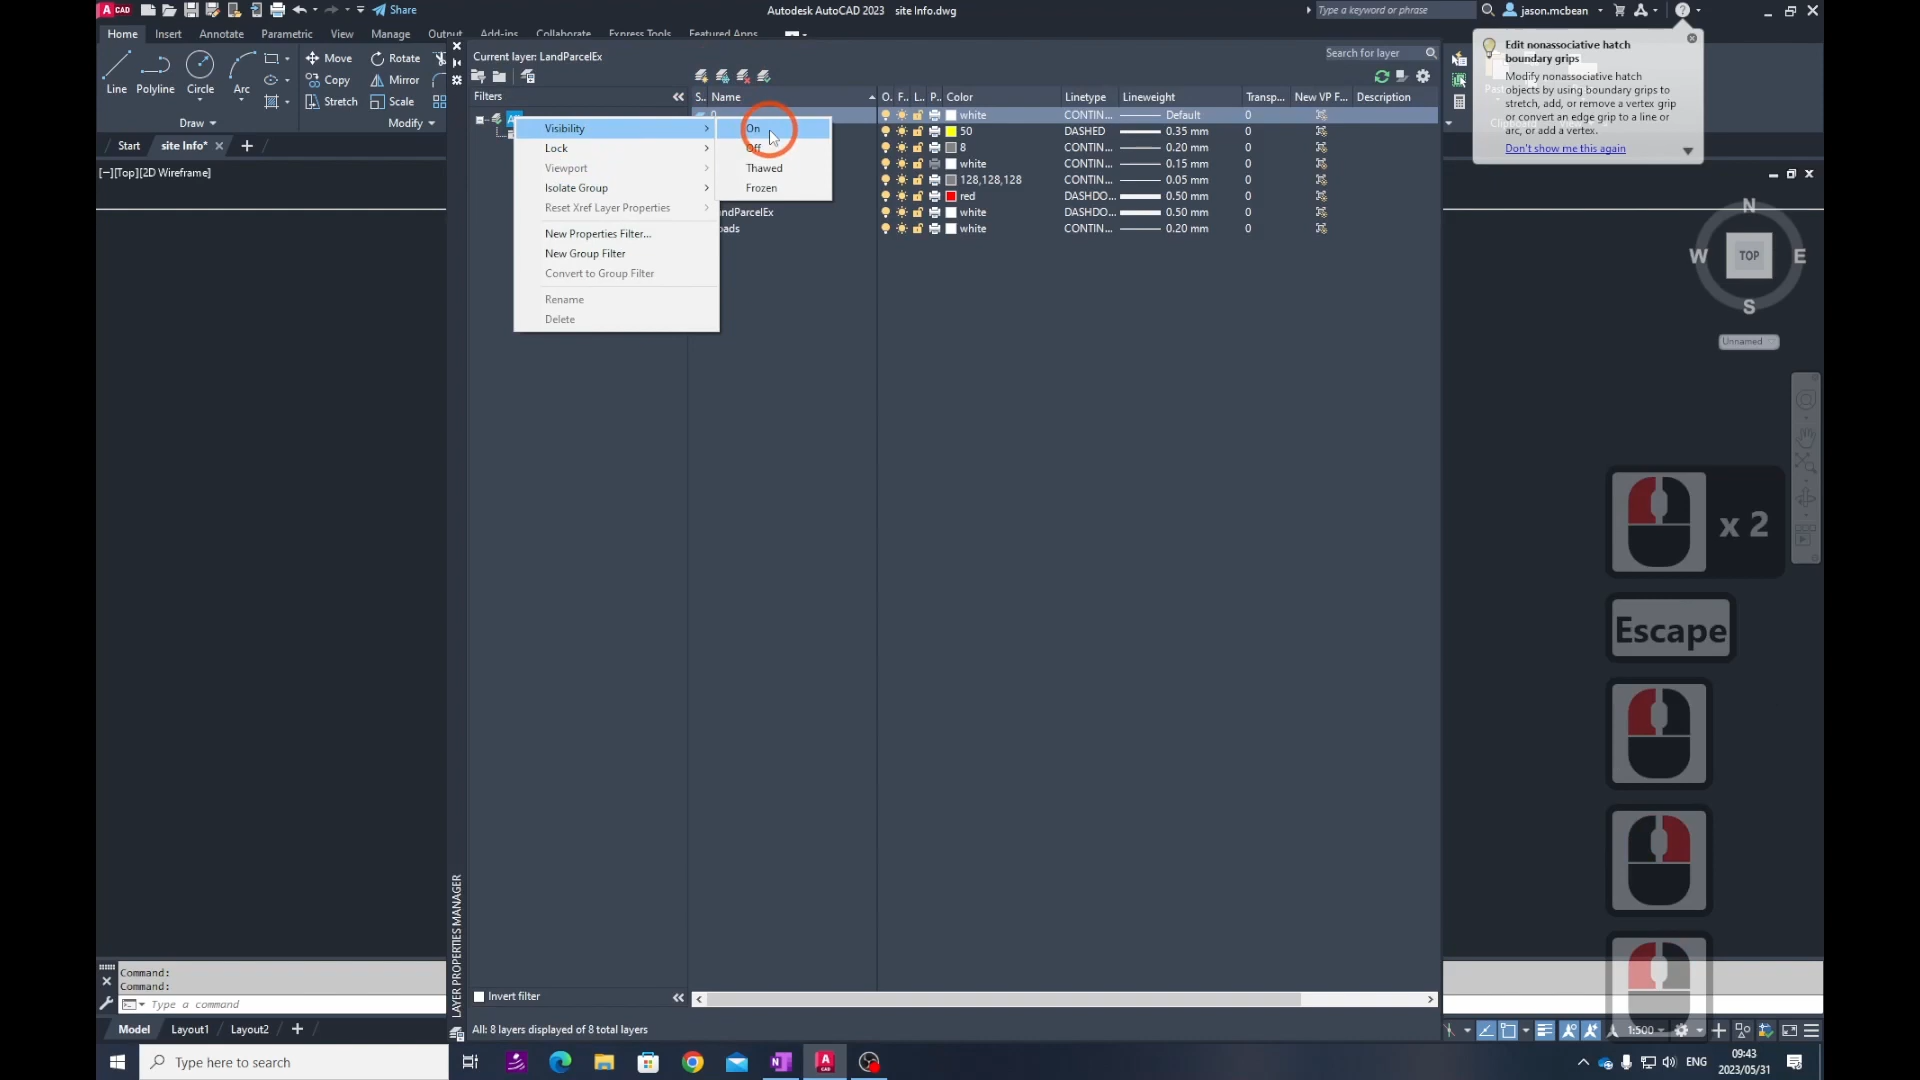 CAD
Share
Autodesk AutoCAD 2023 site Info.dwg
Type a keyword or phrase
jason.mcbean
Home Insert Annotate Parametric View Manage Output Add-ins Collaborate Express Tools Featured Apps
Line Polyline Circle Arc
Move Rotate
Copy Mirror
Stretch Scale
Draw Modify
Start site Info* +
[−][Top][2D Wireframe]
Current layer: LandParcelEx
Search for layer
Filters
S.. Name O. F.. L.. P.. Color Linetype Lineweight Transp... New VP F... Description
white CONTIN... Default 0
50 DASHED 0.35 mm 0
8 CONTIN... 0.20 mm 0
white CONTIN... 0.15 mm 0
128,128,128 CONTIN... 0.05 mm 0
red DASHDO... 0.50 mm 0
andParcelEx white DASHDO... 0.50 mm 0
oads white CONTIN... 0.20 mm 0
Visibility
Lock
Viewport
Isolate Group
Reset Xref Layer Properties
New Properties Filter...
New Group Filter
Convert to Group Filter
Rename
Delete
On
Off
Thawed
Frozen
Edit nonassociative hatch
boundary grips
Modify nonassociative hatch
objects by using boundary grips to
stretch, add, or remove a vertex grip
or convert an edge grip to a line or
arc, or add a vertex.
Don't show me this again
N
W TOP E
S
Unnamed
x 2
Escape
LAYER PROPERTIES MANAGER
Invert filter
All: 8 layers displayed of 8 total layers
Command:
Command:
Type a command
Model Layout1 Layout2 +
1:500
Type here to search
ENG
09:43
2023/05/31